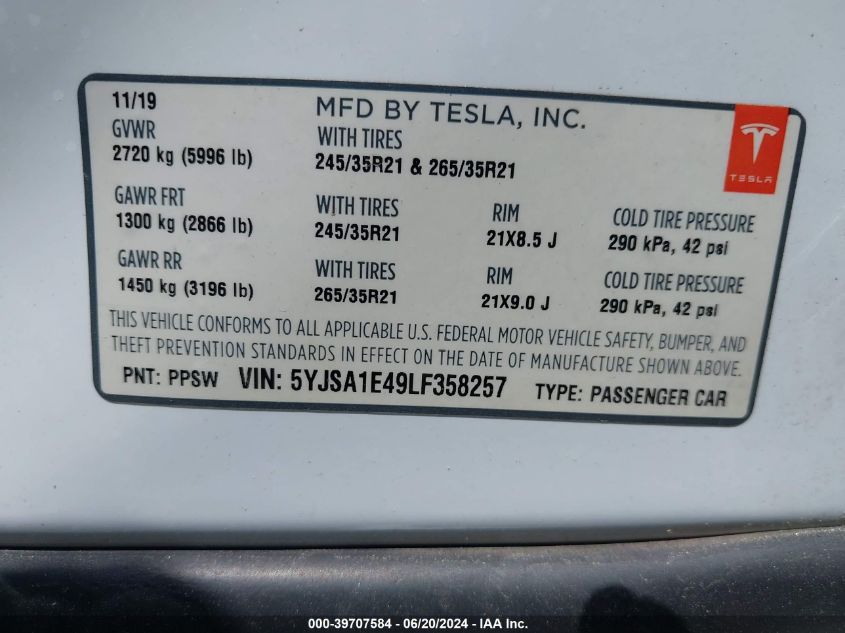 11/19 MFD BY TESLA, INC.
GVWR WITH TIRES
2720 kg (5996 lb) 245/35R21 & 265/35R21
TESLA
GAWR FRT WITH TIRES RIM COLD TIRE PRESSURE
1300 kg (2866 lb) 245/35R21 21X8.5 J 290 kPa, 42 psi
GAWR RR WITH TIRES RIM COLD TIRE PRESSURE
1450 kg (3196 lb) 265/35R21 21X9.0 J 290 kPa, 42 psi
THIS VEHICLE CONFORMS TO ALL APPLICABLE U.S. FEDERAL MOTOR VEHICLE SAFETY, BUMPER, AND
THEFT PREVENTION STANDARDS IN EFFECT ON THE DATE OF MANUFACTURE SHOWN ABOVE.
PNT: PPSW VIN: 5YJSA1E49LF358257 TYPE: PASSENGER CAR
000-39707584 - 06/20/2024 - IAA Inc.